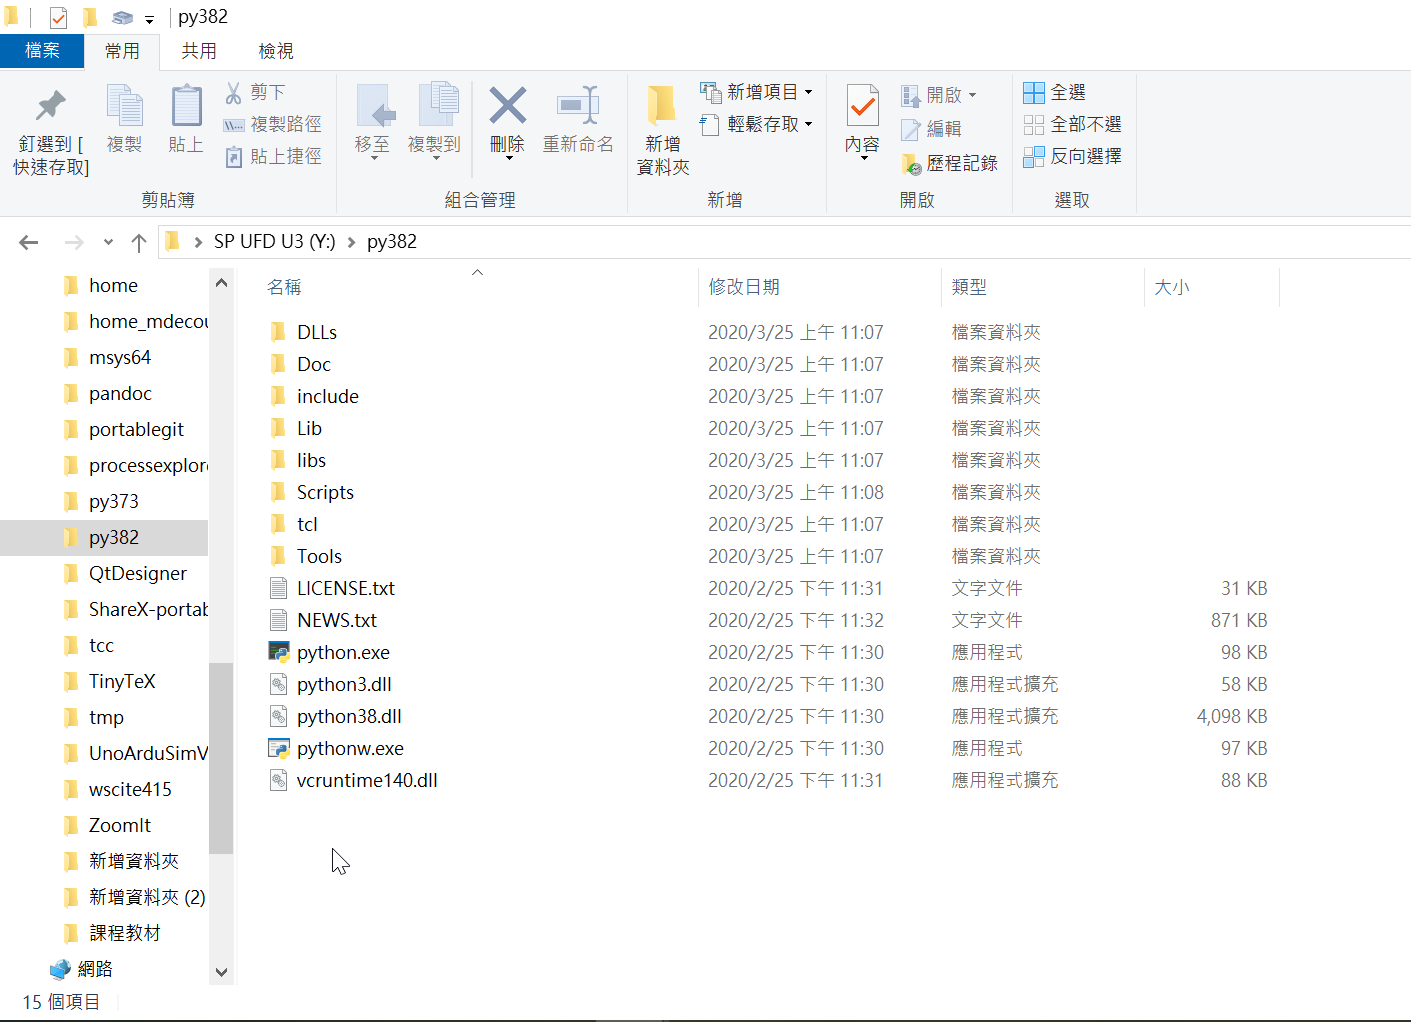 py382
檔案 常用 共用 檢視
釘選到 [
快速存取]
複製
貼上
剪下
複製路徑
貼上捷徑
剪貼簿
移至
複製到
刪除
重新命名
組合管理
新增
資料夾
新增項目
輕鬆存取
新增
內容
開啟
編輯
歷程記錄
開啟
全選
全部不選
反向選擇
選取
SP UFD U3 (Y:) py382
home
home_mdecou
msys64
pandoc
portablegit
processexplor
py373
py382
QtDesigner
ShareX-portab
tcc
TinyTeX
tmp
UnoArduSimV
wscite415
ZoomIt
新增資料夾
新增資料夾 (2)
課程教材
網路
名稱 修改日期 類型 大小
DLLs 2020/3/25 上午 11:07 檔案資料夾
Doc 2020/3/25 上午 11:07 檔案資料夾
include 2020/3/25 上午 11:07 檔案資料夾
Lib 2020/3/25 上午 11:07 檔案資料夾
libs 2020/3/25 上午 11:07 檔案資料夾
Scripts 2020/3/25 上午 11:08 檔案資料夾
tcl 2020/3/25 上午 11:07 檔案資料夾
Tools 2020/3/25 上午 11:07 檔案資料夾
LICENSE.txt 2020/2/25 下午 11:31 文字文件 31 KB
NEWS.txt 2020/2/25 下午 11:32 文字文件 871 KB
python.exe 2020/2/25 下午 11:30 應用程式 98 KB
python3.dll 2020/2/25 下午 11:30 應用程式擴充 58 KB
python38.dll 2020/2/25 下午 11:30 應用程式擴充 4,098 KB
pythonw.exe 2020/2/25 下午 11:30 應用程式 97 KB
vcruntime140.dll 2020/2/25 下午 11:31 應用程式擴充 88 KB
15 個項目